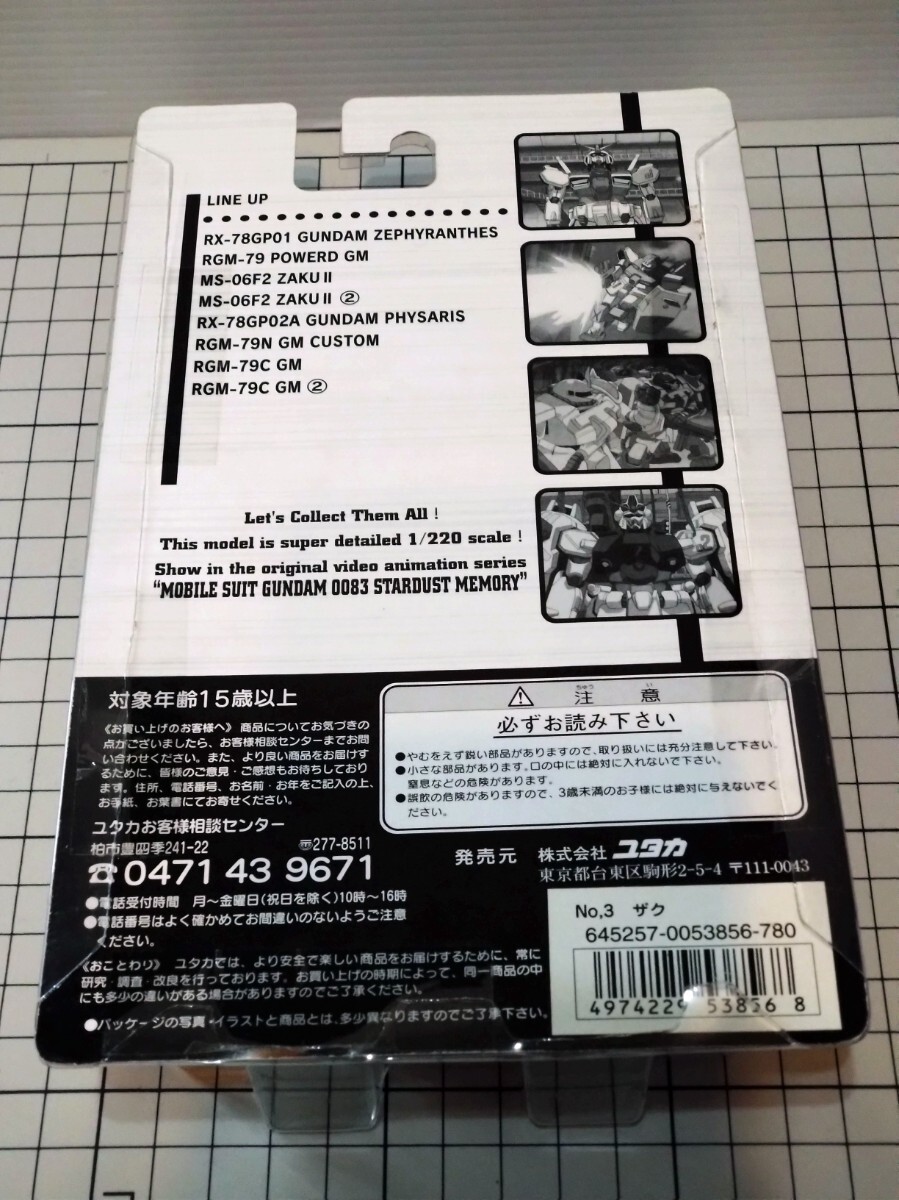 LINE UP
RX-78GP01 GUNDAM ZEPHYRANTHES
RGM-79 POWERD GM
MS-06F2 ZAKUⅡ
MS-06F2 ZAKUⅡ ②
RX-78GP02A GUNDAM PHYSARIS
RGM-79N GM CUSTOM
RGM-79C GM
RGM-79C GM ②
Let's Collect Them All !
This model is super detailed 1/220 scale !
Show in the original video animation series
“MOBILE SUIT GUNDAM 0083 STARDUST MEMORY”
対象年齢15歳以上
《お買い上げのお客様へ》商品についてお気づきの
点がございましたら、お客様相談センターまでお問
い合わせください。また、より良い商品をお届けす
るために、皆様のご意見・ご感想もお待ちしており
ます。住所、電話番号、お名前・お年をご記入の上、
お手紙、お葉書にてお寄せください。
ユタカお客様相談センター
柏市豊四季241-22 〠277-8511
☎0471 43 9671
●電話受付時間 月～金曜日(祝日を除く)10時～16時
●電話番号はよく確かめてお間違いのないようご注意
ください。
《おことわり》 ユタカでは、より安全で楽しい商品をお届けするために、常に
研究・調査・改良を行っております。お買い上げの時期によって、同一商品の中
にも多少の違いがある場合がありますのでご了承ください。
●パッケージの写真・イラストと商品とは、多少異なりますのでご了承下さい。
ちゅう い
⚠ 注 意
必ずお読み下さい
●やむをえず鋭い部品がありますので、取り扱いには充分注意して下さい。
●小さな部品があります。口の中には絶対に入れないで下さい。
窒息などの危険があります。
●誤飲の危険がありますので、3歳未満のお子様には絶対に与えないでく
ださい。
発売元 株式会社 ユタカ
東京都台東区駒形2-5-4 〒111-0043
No,3 ザク
645257-0053856-780
4974229 53856 8